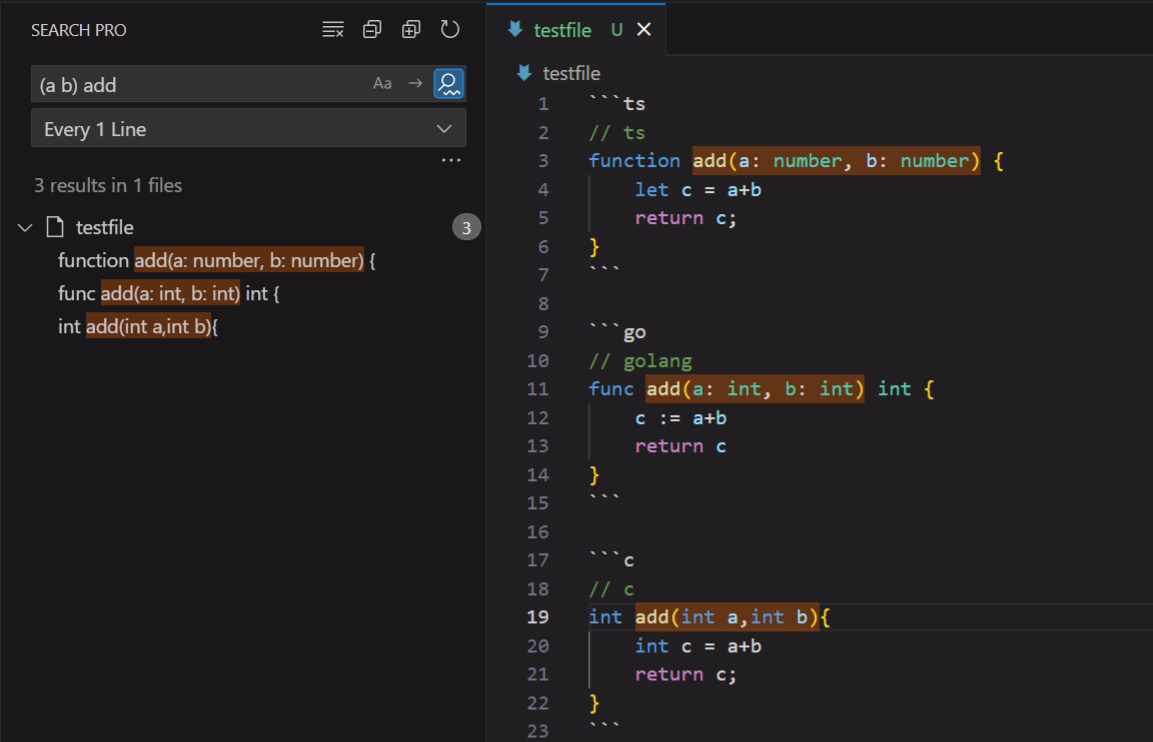 SEARCH PRO
(a b) add Aa
Every 1 Line
3 results in 1 files
testfile 3
function add(a: number, b: number) {
func add(a: int, b: int) int {
int add(int a,int b){
testfile U
testfile
1 ```ts
2 // ts
3 function add(a: number, b: number) {
4 let c = a+b
5 return c;
6 }
7 ```
8
9 ```go
10 // golang
11 func add(a: int, b: int) int {
12 c := a+b
13 return c
14 }
15 ```
16
17 ```c
18 // c
19 int add(int a,int b){
20 int c = a+b
21 return c;
22 }
23 ```